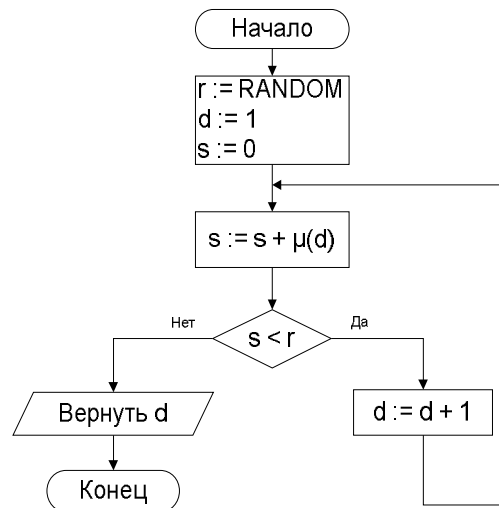 Начало
r := RANDOM
d := 1
s := 0
s := s + μ(d)
s < r
Нет
Да
Вернуть d
d := d + 1
Конец